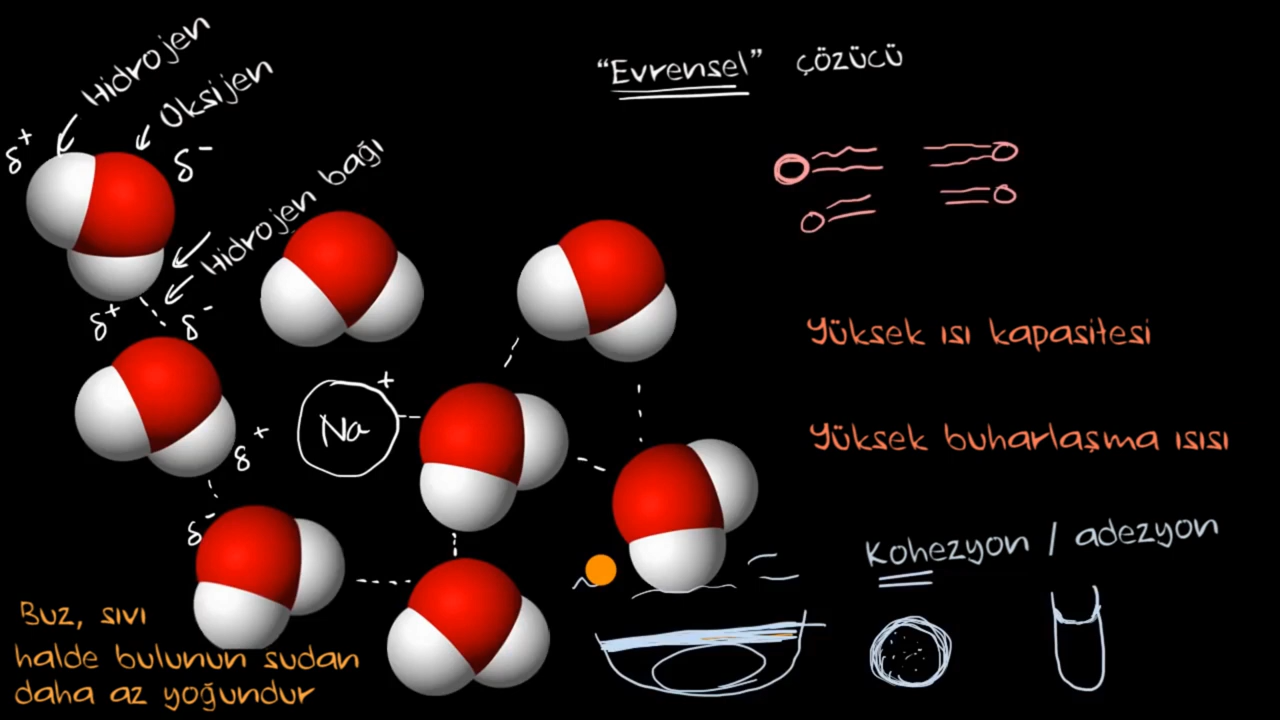 Hidrojen
Oksijen
δ+
δ-
Hidrojen bağı
δ+
δ-
δ+
δ-
Na+
Buz, sıvı
halde bulunun sudan
daha az yoğundur
"Evrensel" çözücü
Yüksek ısı kapasitesi
Yüksek buharlaşma ısısı
Kohezyon / adezyon